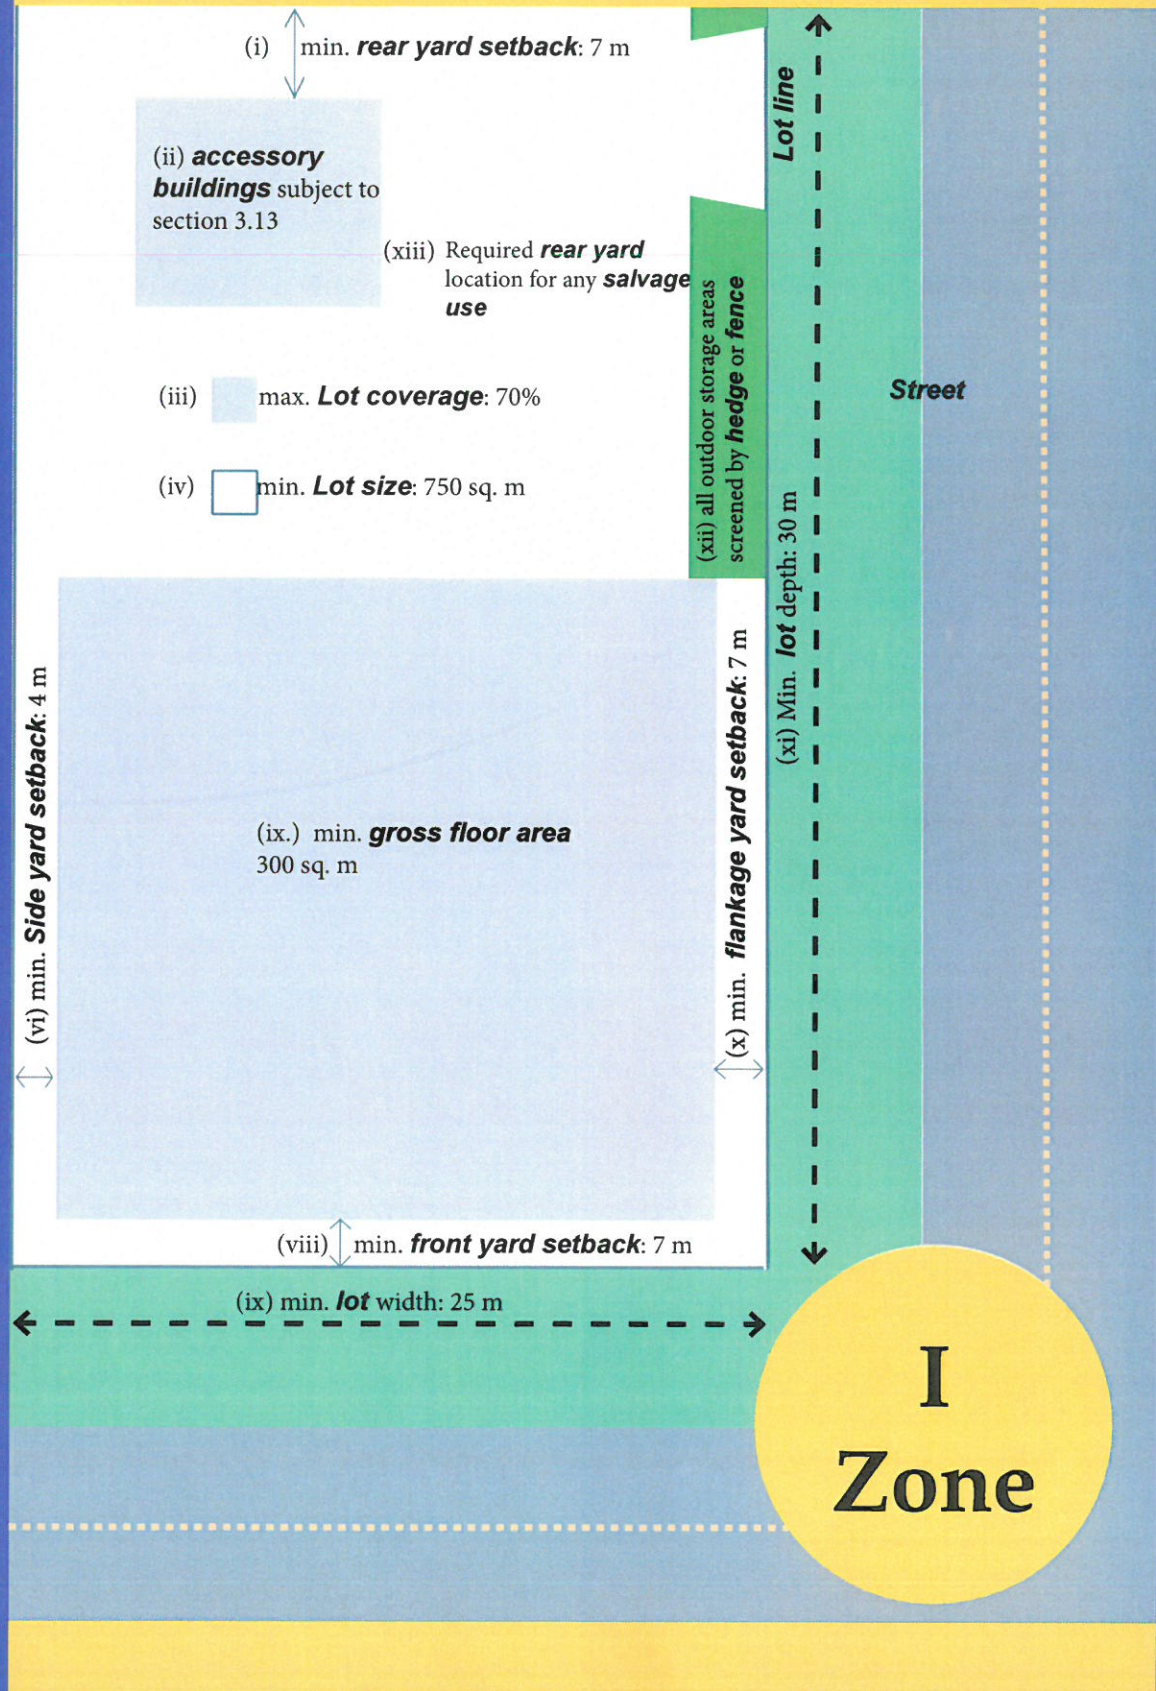 (i) min. rear yard setback: 7 m
(ii) accessory
buildings subject to
section 3.13
(xiii) Required rear yard
location for any salvage
use
(iii) max. Lot coverage: 70%
(iv) min. Lot size: 750 sq. m
(xii) all outdoor storage areas
screened by hedge or fence
Lot line
(xi) Min. lot depth: 30 m
Street
(vi) min. Side yard setback: 4 m
(ix.) min. gross floor area
300 sq. m
(x) min. flankage yard setback: 7 m
(viii) min. front yard setback: 7 m
(ix) min. lot width: 25 m
I
Zone